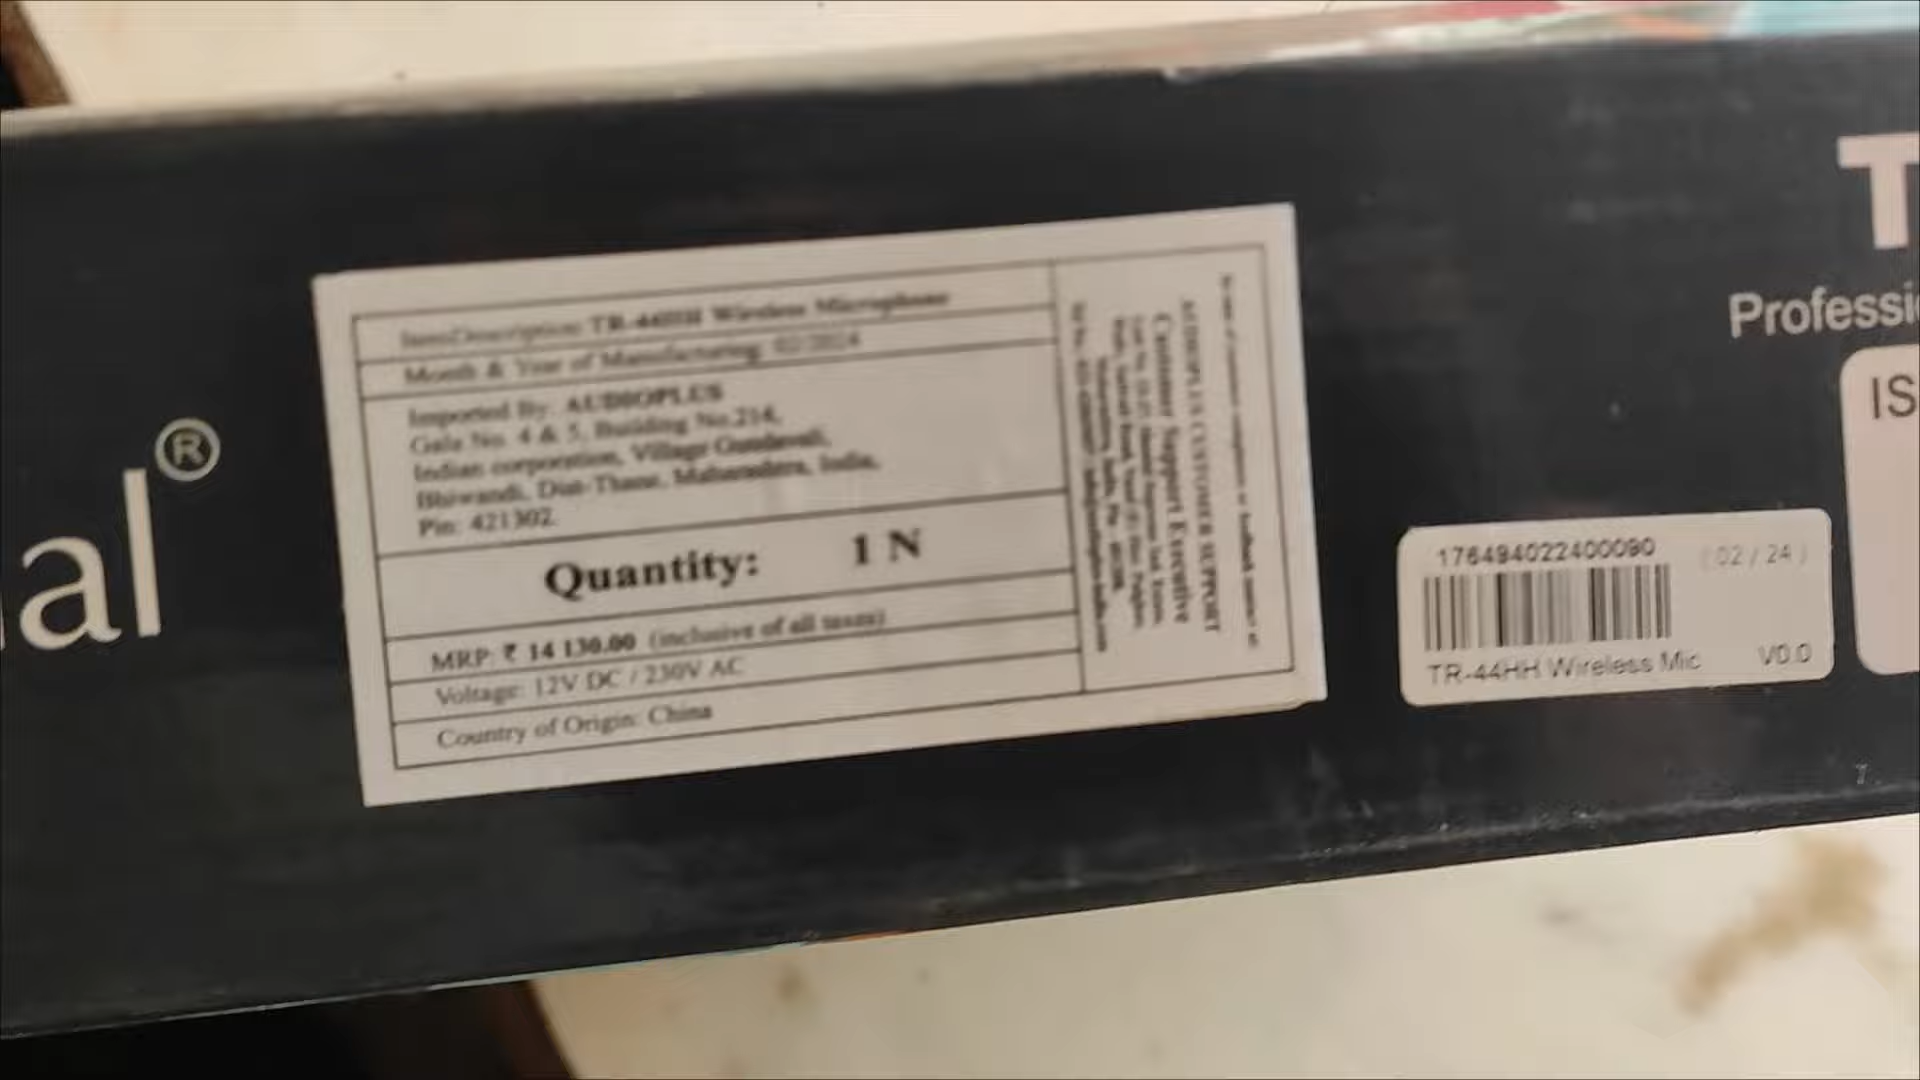 al®
ItemDescription: TR-44HH Wireless Microphone
Month & Year of Manufacturing: 02/2024
Imported By: AUDIOPLUS
Gala No. 4 & 5, Building No.214,
Indian corporation, Village Gundavali,
Bhiwandi, Dist-Thane, Maharashtra, India,
Pin: 421302.
Quantity: 1 N
MRP: ₹ 14 130.00 (inclusive of all taxes)
Voltage: 12V DC / 230V AC
Country of Origin: China
AUDIOPLUS CUSTOMER SUPPORT
Customer Support Executive
176494022400090 (02/24)
TR-44HH Wireless Mic V0.0
T
Professi
IS